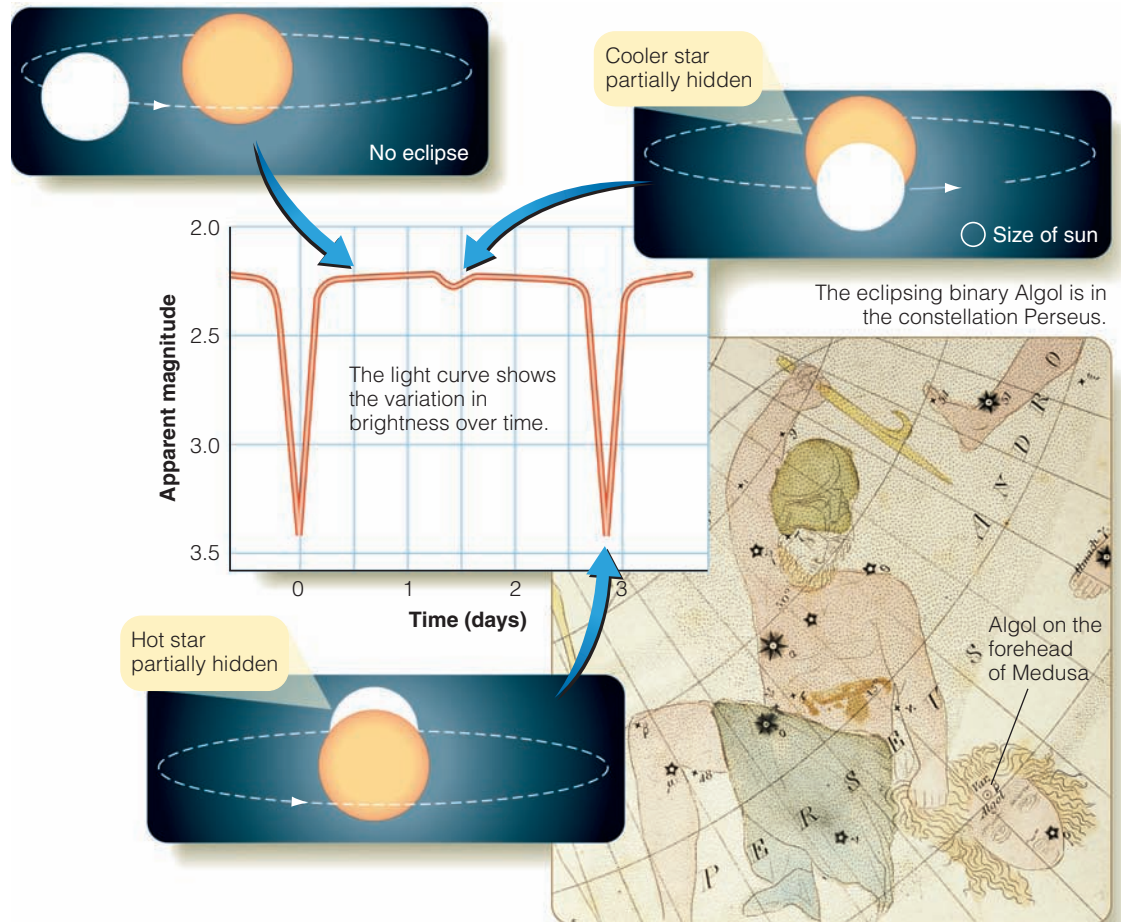 No eclipse
Cooler star
partially hidden
Size of sun
The eclipsing binary Algol is in
the constellation Perseus.
2.0
2.5
3.0
3.5
Apparent magnitude
The light curve shows
the variation in
brightness over time.
0
1
2
3
Time (days)
Hot star
partially hidden
Algol on the
forehead
of Medusa
A N D R O
P E R S E U S
Var.
Algol